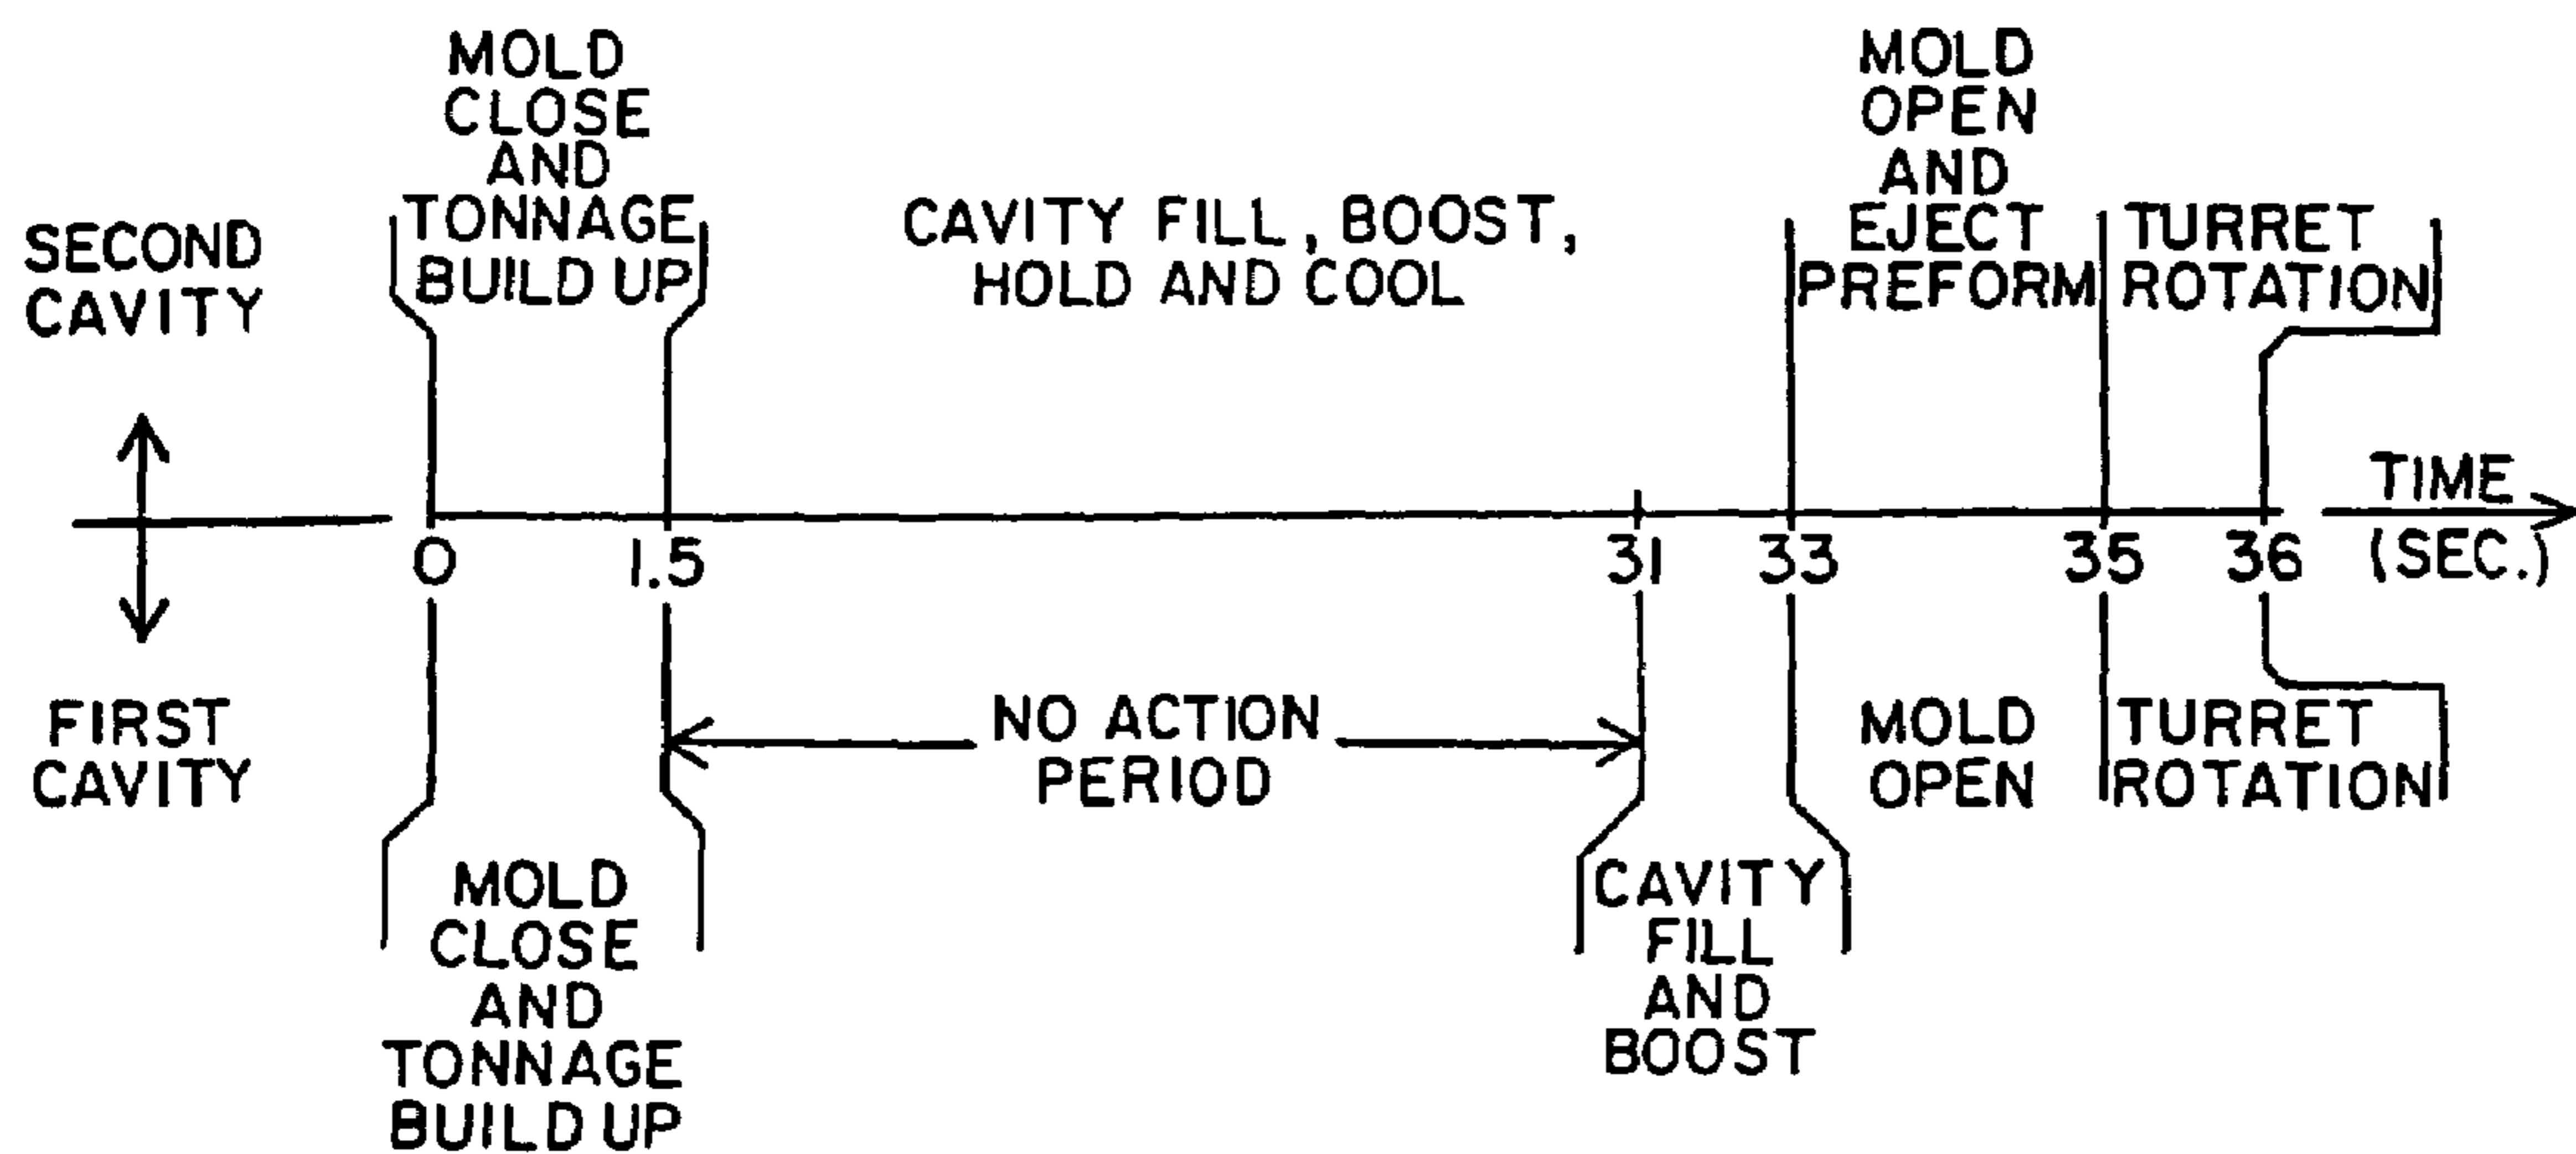 MOLD
CLOSE
AND
TONNAGE
BUILD UP
CAVITY FILL, BOOST,
HOLD AND COOL
MOLD
OPEN
AND
EJECT
PREFORM
TURRET
ROTATION
SECOND
CAVITY
TIME
(SEC.)
0
1.5
31
33
35
36
FIRST
CAVITY
NO ACTION
PERIOD
MOLD
OPEN
TURRET
ROTATION
MOLD
CLOSE
AND
TONNAGE
BUILD UP
CAVITY
FILL
AND
BOOST